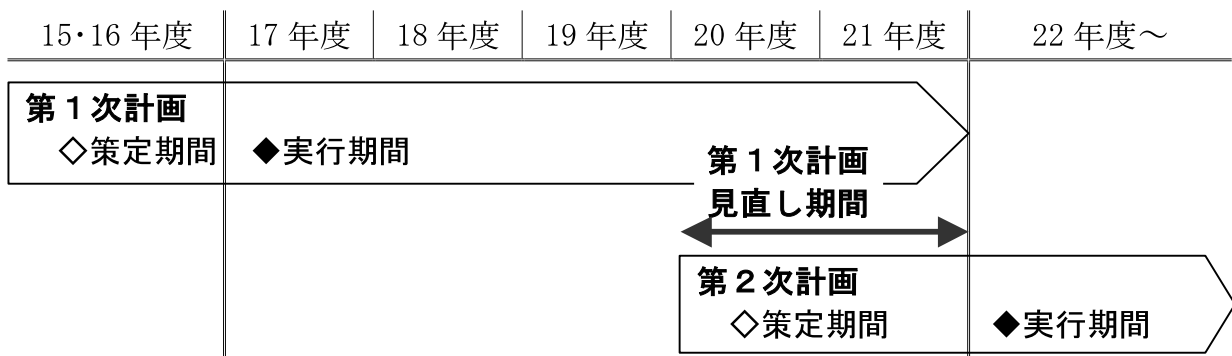 15・16 年度 17 年度 18 年度 19 年度 20 年度 21 年度 22 年度～
第１次計画
◇策定期間 ◆実行期間
第１次計画
見直し期間
第２次計画
◇策定期間 ◆実行期間